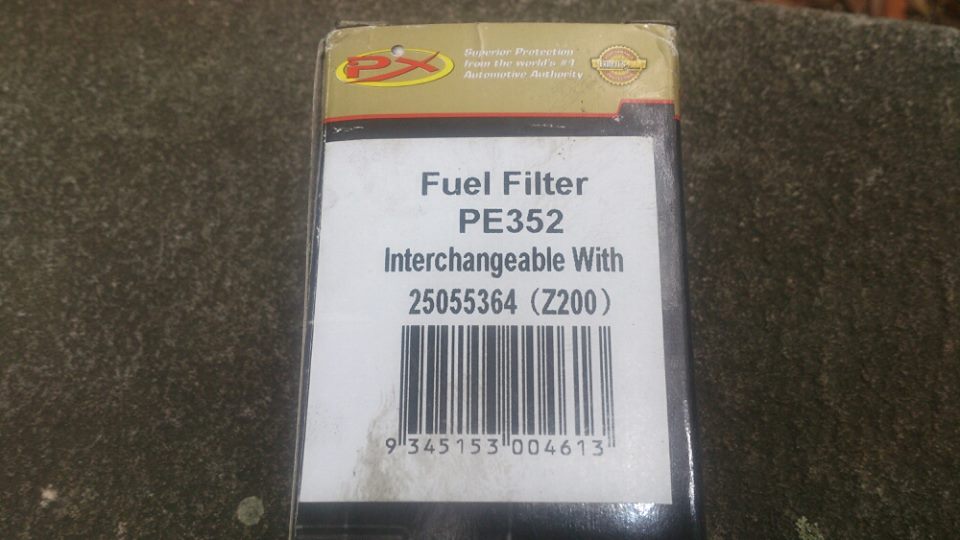 PX
Superior Protection
from the world's #1
Automotive Authority
Fuel Filter
PE352
Interchangeable With
25055364 (Z200)
9 345153 004613